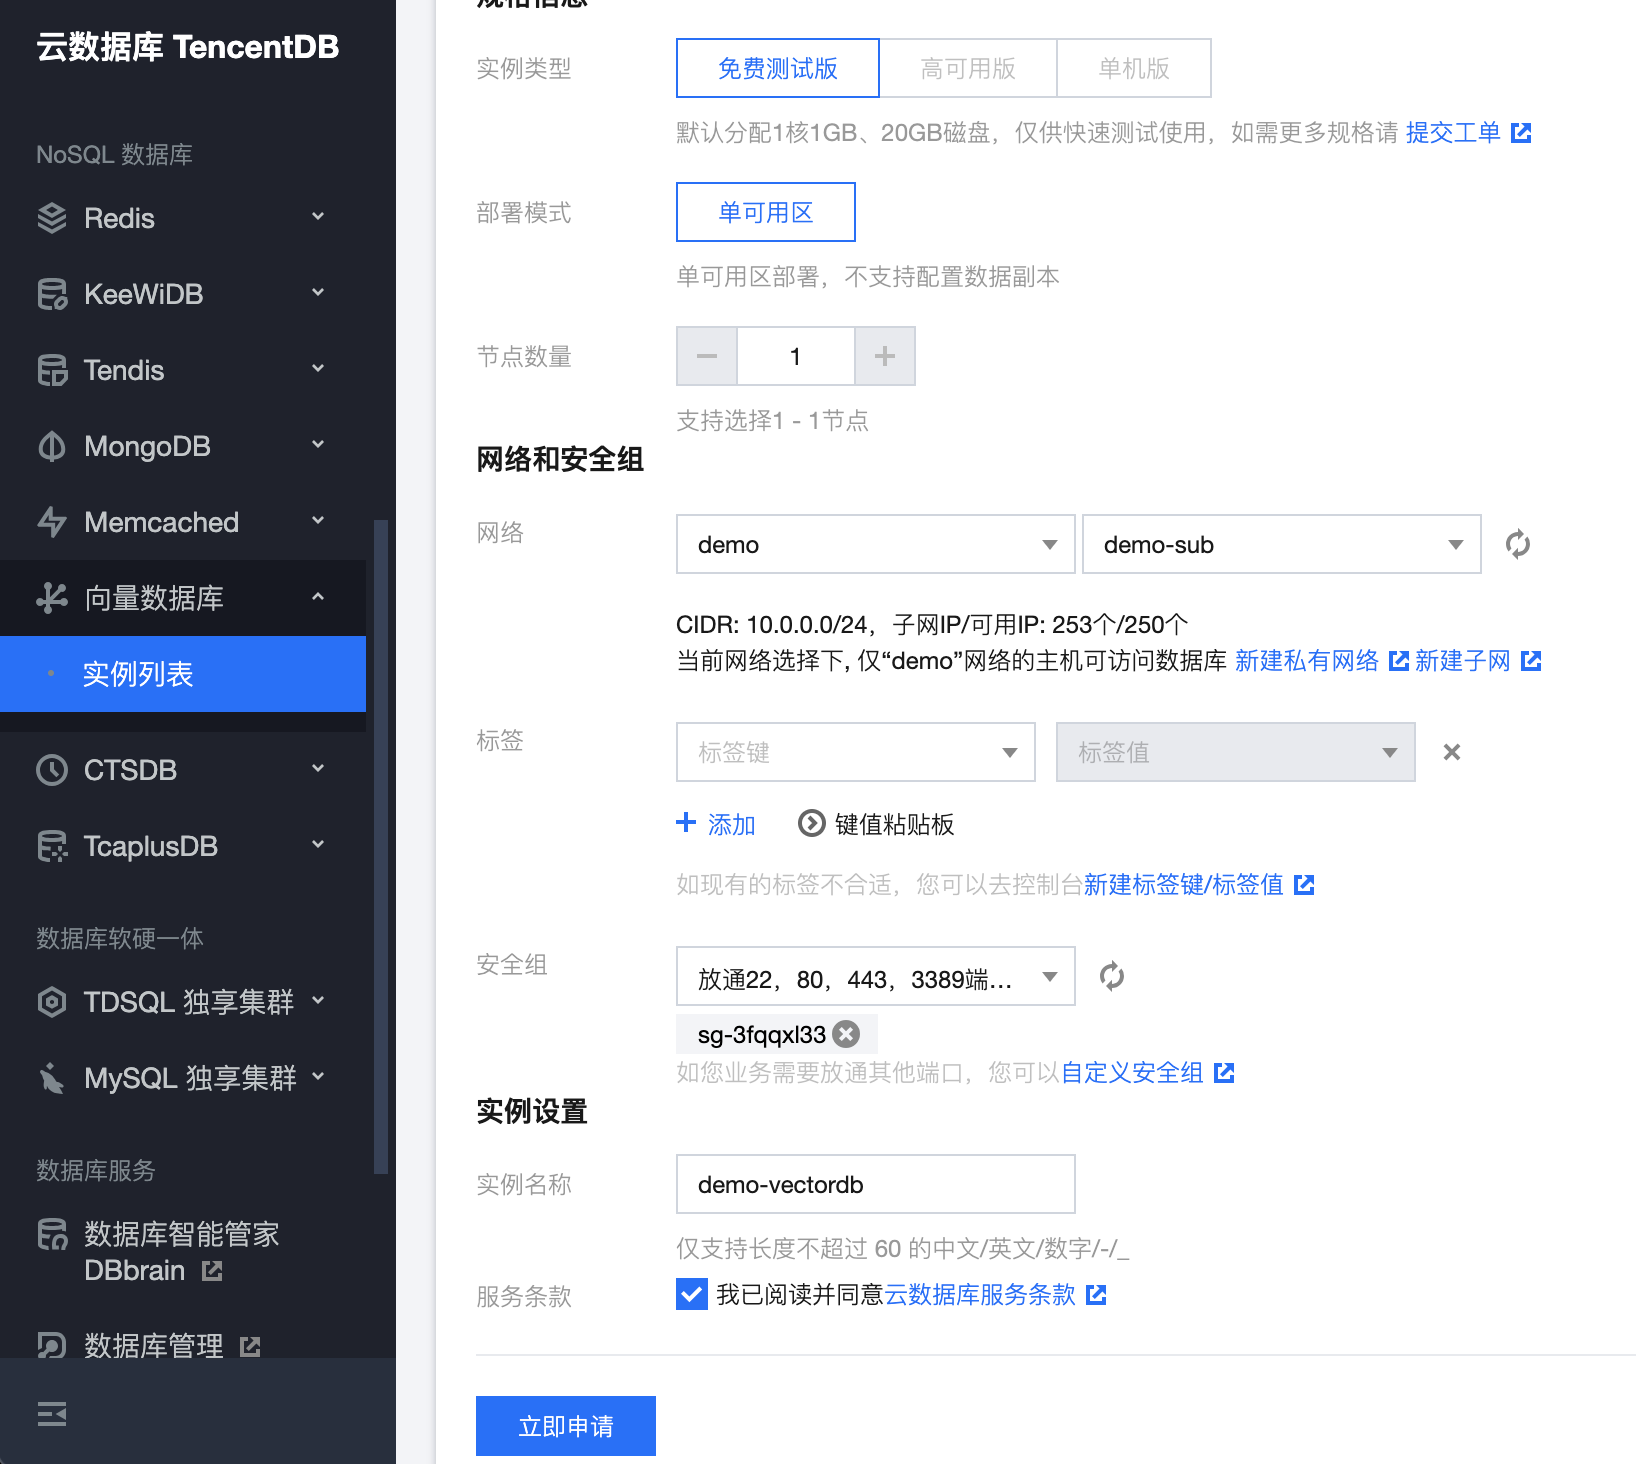 云数据库 TencentDB
NoSQL 数据库
Redis
KeeWiDB
Tendis
MongoDB
Memcached
向量数据库
实例列表
CTSDB
TcaplusDB
数据库软硬一体
TDSQL 独享集群
MySQL 独享集群
数据库服务
数据库智能管家
DBbrain
数据库管理
规格信息
实例类型
免费测试版
高可用版
单机版
默认分配1核1GB、20GB磁盘，仅供快速测试使用，如需更多规格请 提交工单
部署模式
单可用区
单可用区部署，不支持配置数据副本
节点数量
1
支持选择1 - 1节点
网络和安全组
网络
demo
demo-sub
CIDR: 10.0.0.0/24，子网IP/可用IP: 253个/250个
当前网络选择下, 仅“demo”网络的主机可访问数据库 新建私有网络 新建子网
标签
标签键
标签值
添加
键值粘贴板
如现有的标签不合适，您可以去控制台新建标签键/标签值
安全组
放通22，80，443，3389端...
sg-3fqqxl33
如您业务需要放通其他端口，您可以自定义安全组
实例设置
实例名称
demo-vectordb
仅支持长度不超过 60 的中文/英文/数字/-/_
服务条款
我已阅读并同意云数据库服务条款
立即申请